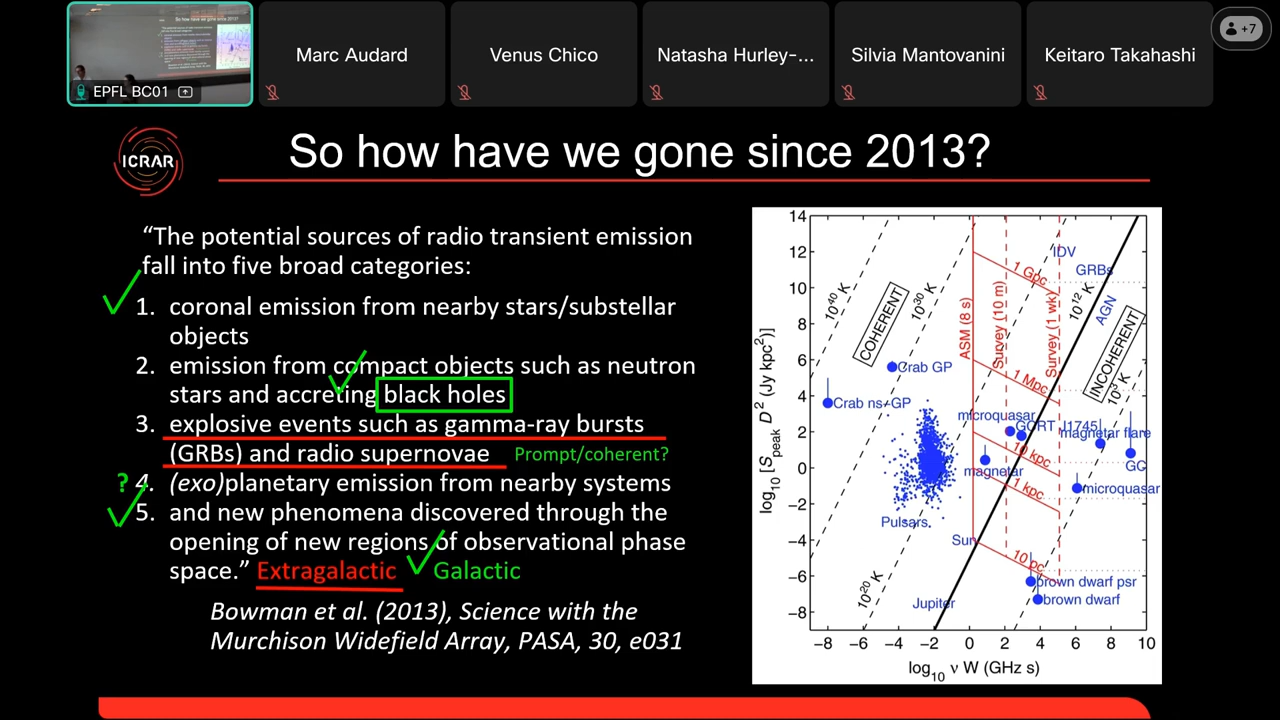 EPFL BC01
Marc Audard
Venus Chico
Natasha Hurley-...
Silvia Mantovanini
Keitaro Takahashi
+7
ICRAR
So how have we gone since 2013?
“The potential sources of radio transient emission
fall into five broad categories:
1. coronal emission from nearby stars/substellar
objects
2. emission from compact objects such as neutron
stars and accreting black holes
3. explosive events such as gamma-ray bursts
(GRBs) and radio supernovae Prompt/coherent?
? 4. (exo)planetary emission from nearby systems
5. and new phenomena discovered through the
opening of new regions of observational phase
space.” Extragalactic Galactic
Bowman et al. (2013), Science with the
Murchison Widefield Array, PASA, 30, e031
log10 [Speak D2 (Jy kpc2)]
14
12
10
8
6
4
2
0
−2
−4
−6
−8
−8 −6 −4 −2 0 2 4 6 8 10
log10 ν W (GHz s)
COHERENT
INCOHERENT
1040 K
1030 K
1020 K
1012 K
103 K
ASM (8 s)
Survey (10 m)
Survey (1 wk)
1 Gpc
1 Mpc
10 kpc
1 kpc
10 pc
IDV
GRBs
AGN
Crab GP
Crab ns−GP
microquasar
GCRT J1745
magnetar flare
magnetar
GC
microquasar
Pulsars
Sun
brown dwarf psr
brown dwarf
Jupiter